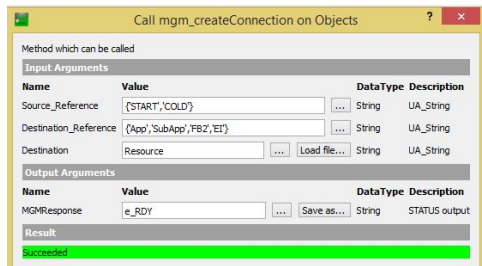 Call mgm_createConnection on Objects ? ×
Method which can be called
Input Arguments
Name Value DataType Description
Source_Reference {'START','COLD'} ... String UA_String
Destination_Reference {'App','SubApp','FB2','EI'} ... String UA_String
Destination Resource ... Load file... String UA_String
Output Arguments
Name Value DataType Description
MGMResponse e_RDY ... Save as... String STATUS output
Result
Succeeded